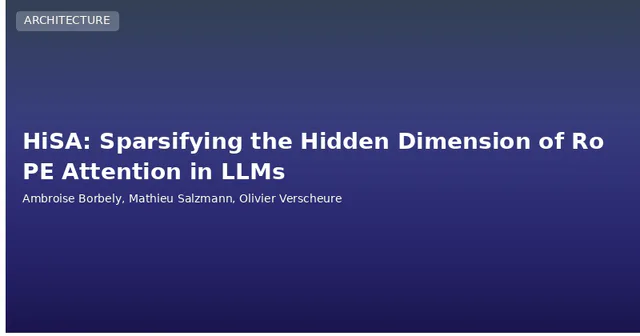 ARCHITECTURE
HiSA: Sparsifying the Hidden Dimension of Ro
PE Attention in LLMs
Ambroise Borbely, Mathieu Salzmann, Olivier Verscheure